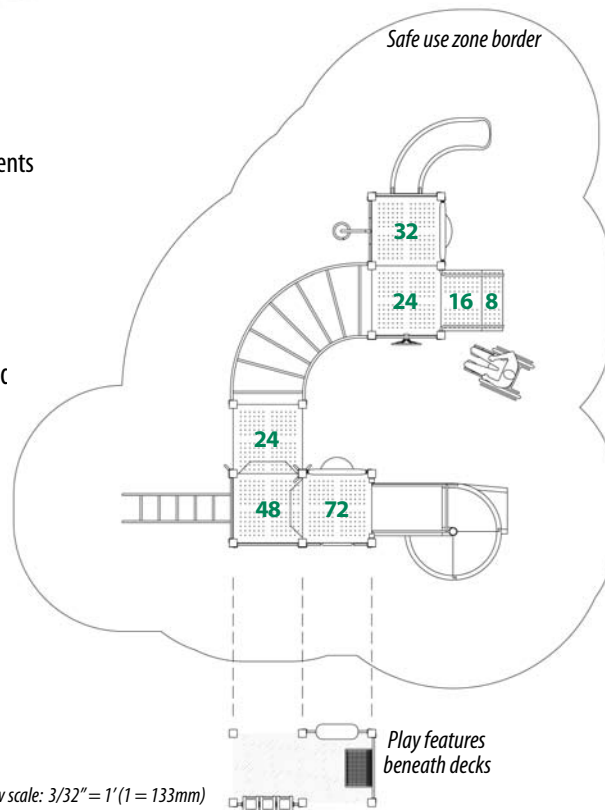 Safe use zone border
ents
32
24 16 8
24
48 72
Play features
beneath decks
scale: 3/32" = 1' (1 = 133mm)